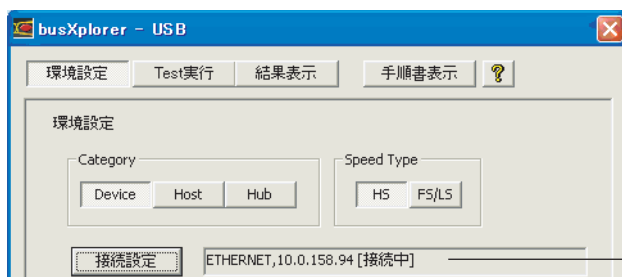 busXplorer - USB
環境設定 Test実行 結果表示 手順書表示 ?
環境設定
Category Speed Type
Device Host Hub HS FS/LS
接続設定 ETHERNET,10.0.158.94 [接続中]